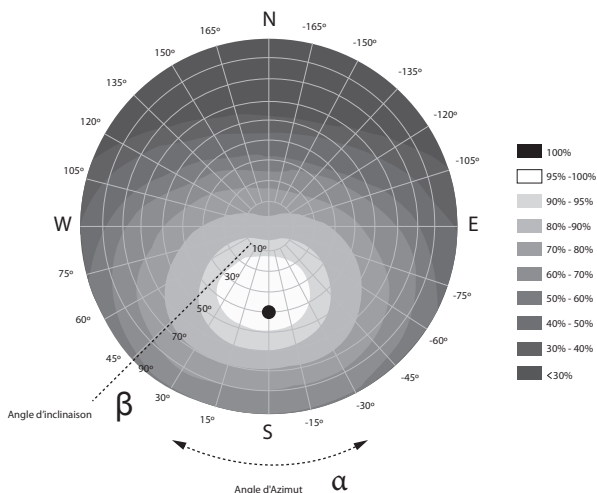 N
165º
-165º
150º
-150º
135º
-135º
120º
-120º
105º
-105º
W
E
75º
-75º
60º
-60º
45º
-45º
30º
-30º
15º
-15º
S
10º
30º
50º
70º
90º
Angle d'inclinaison β
Angle d'Azimut α
100%
95% -100%
90% - 95%
80% -90%
70% - 80%
60% - 70%
50% - 60%
40% - 50%
30% - 40%
<30%